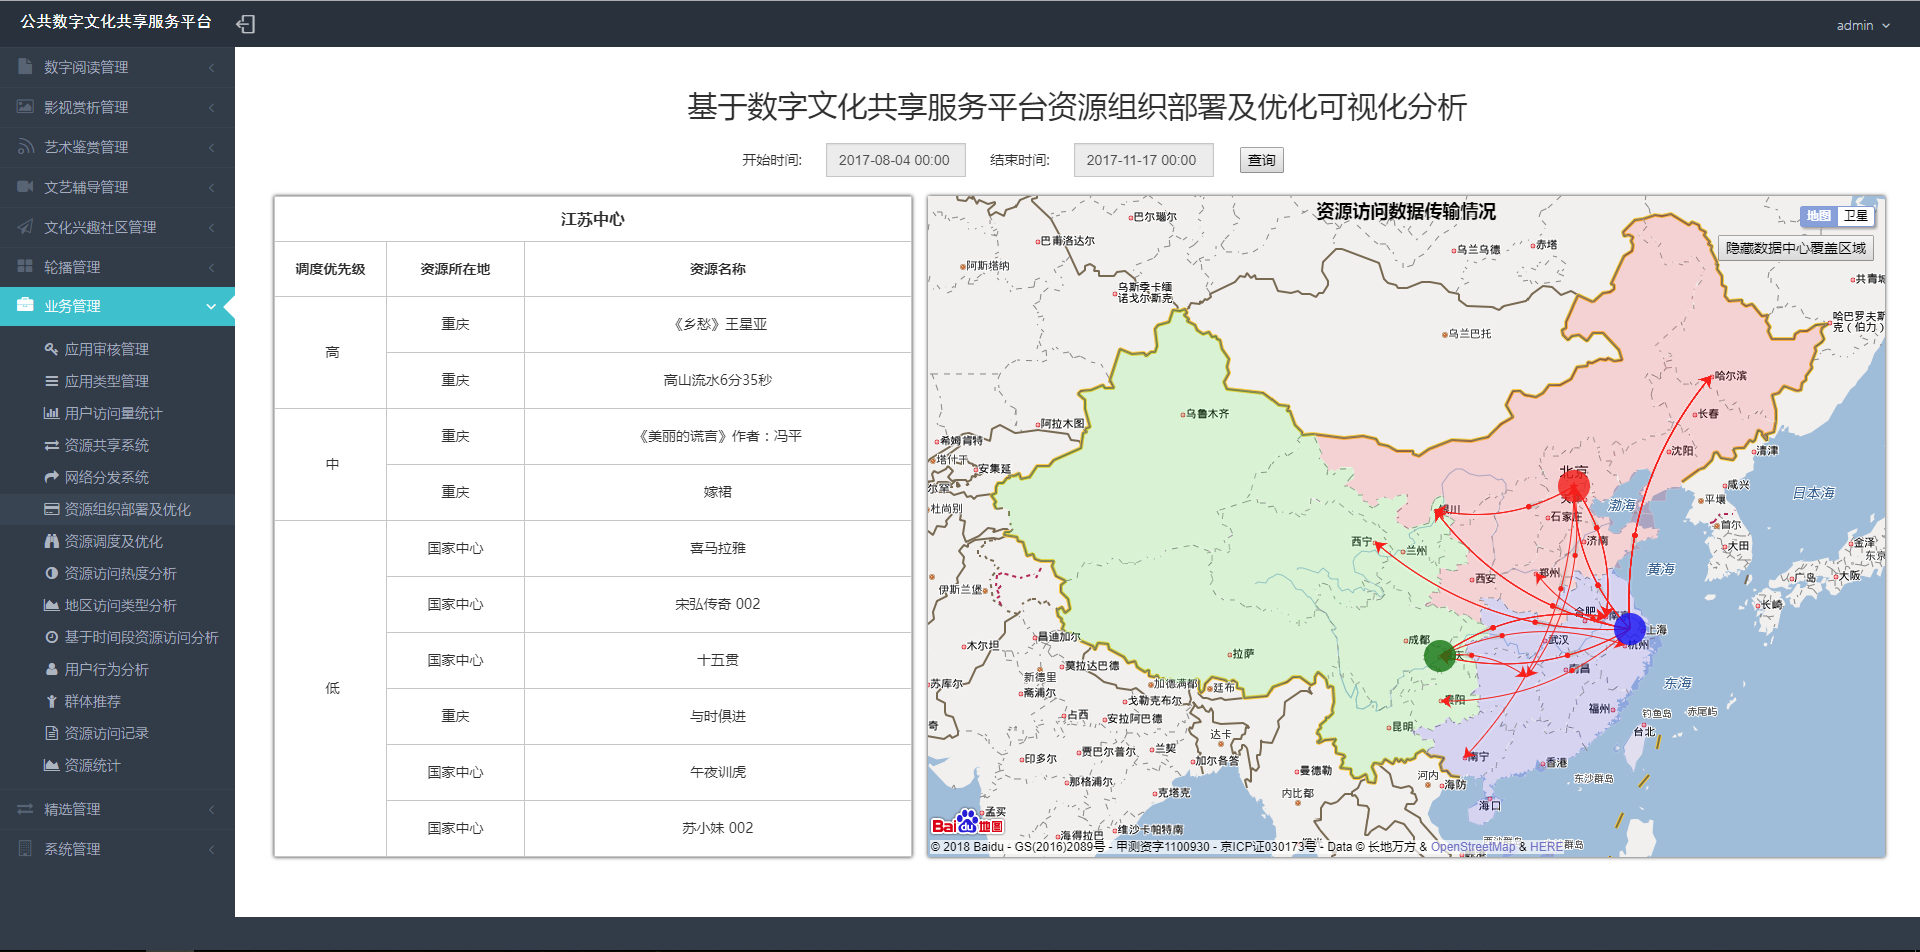 公共数字文化共享服务平台
admin
数字阅读管理
影视赏析管理
艺术鉴赏管理
文艺辅导管理
文化兴趣社区管理
轮播管理
业务管理
应用审核管理
应用类型管理
用户访问量统计
资源共享系统
网络分发系统
资源组织部署及优化
资源调度及优化
资源访问热度分析
地区访问类型分析
基于时间段资源访问分析
用户行为分析
群体推荐
资源访问记录
资源统计
精选管理
系统管理
基于数字文化共享服务平台资源组织部署及优化可视化分析
开始时间: 2017-08-04 00:00 结束时间: 2017-11-17 00:00 查询
江苏中心
调度优先级 资源所在地 资源名称
高
重庆 《乡愁》王星亚
重庆 高山流水6分35秒
中
重庆 《美丽的谎言》作者：冯平
重庆 嫁裙
低
国家中心 喜马拉雅
国家中心 宋弘传奇 002
国家中心 十五贯
重庆 与时俱进
国家中心 午夜训虎
国家中心 苏小妹 002
资源访问数据传输情况
地图 卫星
隐藏数据中心覆盖区域
巴尔瑙尔
巴甫洛达尔
阿斯塔纳
乌斯季卡缅
诺戈尔斯克
乌兰乌德
赤塔
共青城
哈巴罗夫斯
克（伯力）
乌兰巴托
哈尔滨
长春
沈阳
清津
乌鲁木齐
阿拉木图
希姆肯特
塔什干
安集延
杜尚别
北京
咸兴
平壤
首尔
大田
日本海
渤海
银川
石家庄
济南
西宁
兰州
西安
郑州
黄海
金泽
东京
大阪
广岛
长崎
伊斯兰堡
昌迪加尔
木尔坦
莫拉达巴德
新德里
斋浦尔
苏库尔
占西
加德满都
廷布
戈勒克布尔
安拉阿巴德
拉萨
成都
合肥
武汉
上海
杭州
南昌
东海
贵阳
昆明
福州
钓鱼岛
赤尾屿
台北
南宁
香港
东沙群岛
海口
河内
海防
达卡
加尔各答
曼德勒
内比都
贾巴尔普尔
兰契
印多尔
那格浦尔
克塔克
孟买
海得拉巴
维沙卡帕特南
Bai du 地图
© 2018 Baidu - GS(2016)2089号 - 甲测资字1100930 - 京ICP证030173号 - Data © 长地万方 & OpenStreetMap & HERE